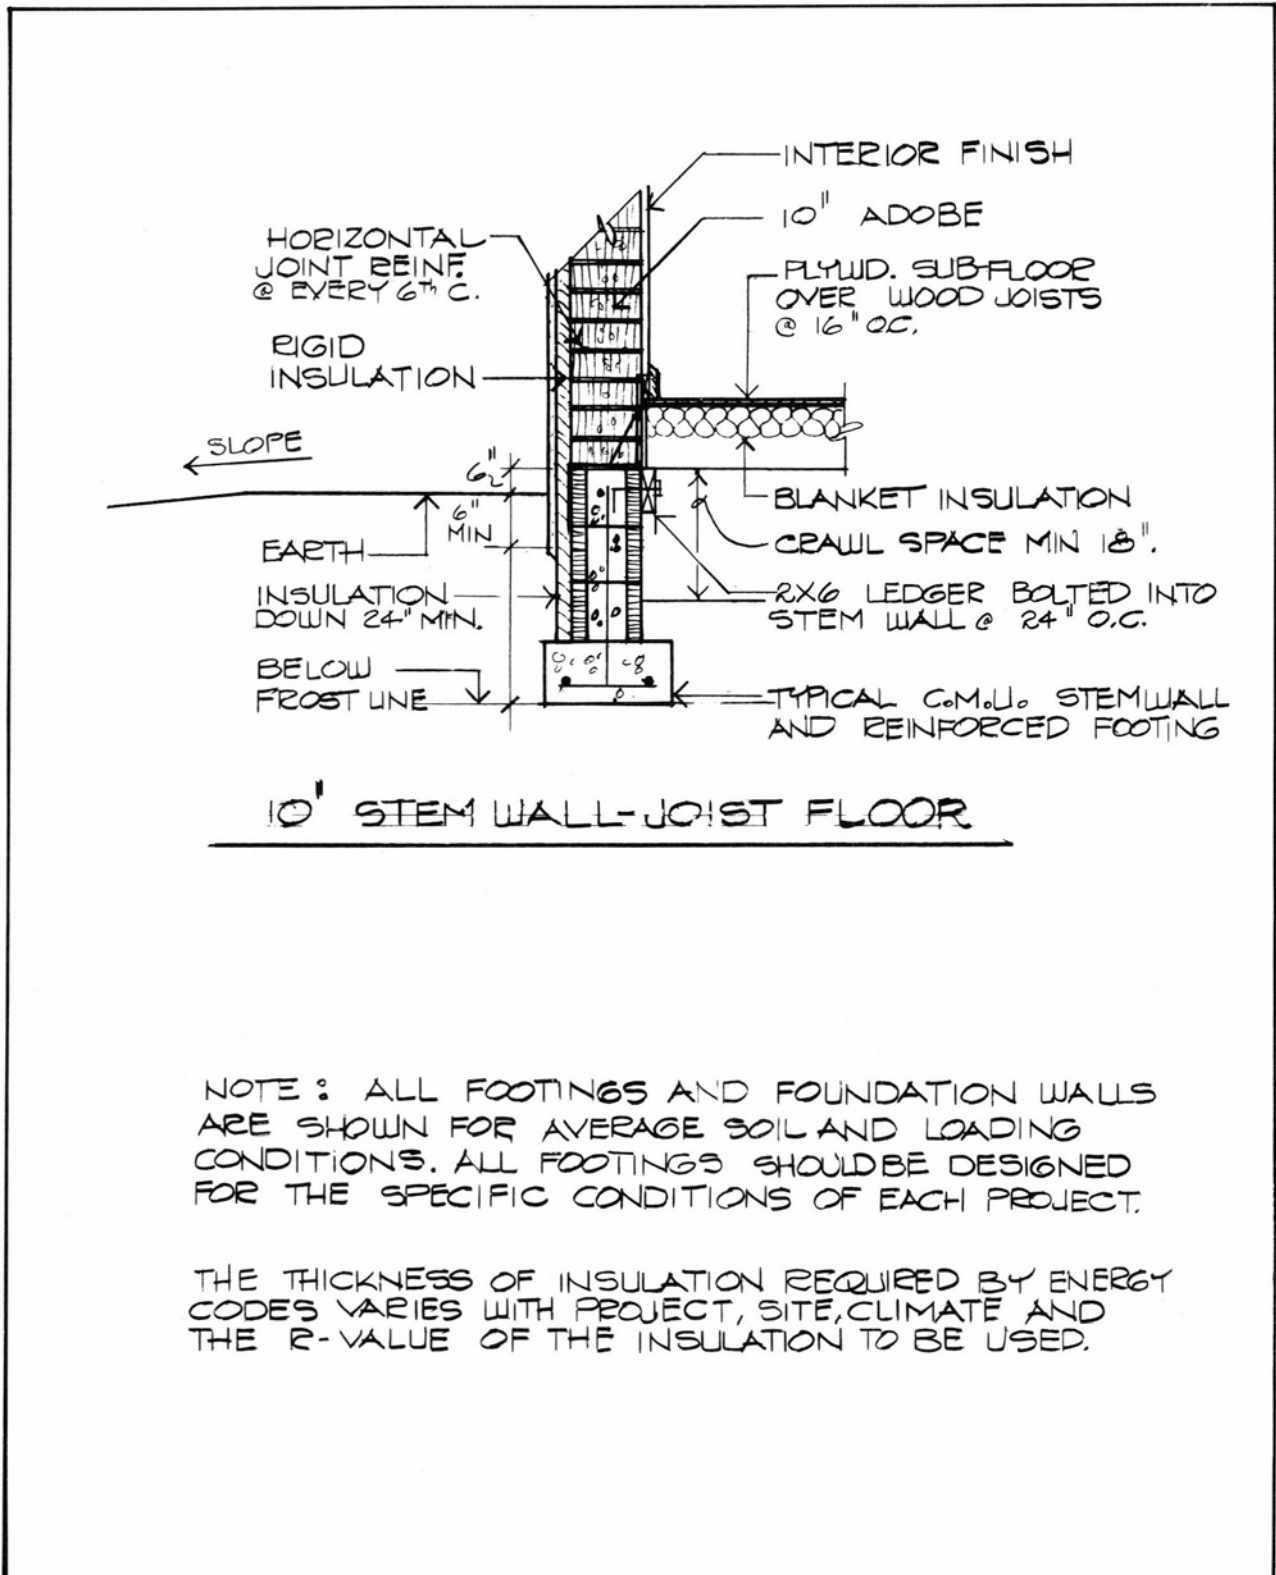 INTERIOR FINISH
10" ADOBE
HORIZONTAL
JOINT REINF.
@ EVERY 6TH C.
PLYWD. SUB-FLOOR
OVER WOOD JOISTS
@ 16" O.C.
RIGID
INSULATION
SLOPE
6"
6"
MIN
BLANKET INSULATION
EARTH
CRAWL SPACE MIN 18".
INSULATION
DOWN 24" MIN.
2X6 LEDGER BOLTED INTO
STEM WALL @ 24" O.C.
BELOW
FROST LINE
TYPICAL C.M.U. STEMWALL
AND REINFORCED FOOTING
10" STEM WALL-JOIST FLOOR
NOTE: ALL FOOTINGS AND FOUNDATION WALLS
ARE SHOWN FOR AVERAGE SOIL AND LOADING
CONDITIONS. ALL FOOTINGS SHOULD BE DESIGNED
FOR THE SPECIFIC CONDITIONS OF EACH PROJECT.
THE THICKNESS OF INSULATION REQUIRED BY ENERGY
CODES VARIES WITH PROJECT, SITE, CLIMATE AND
THE R-VALUE OF THE INSULATION TO BE USED.